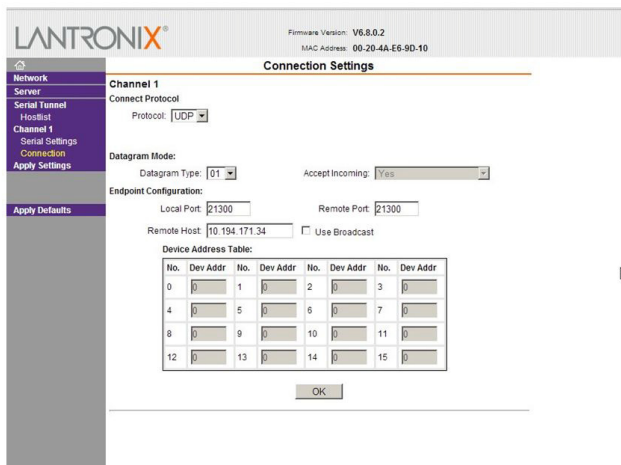 LANTRONIX®
Firmware Version: V6.8.0.2
MAC Address: 00-20-4A-E6-9D-10
Network
Server
Serial Tunnel
Hostlist
Channel 1
Serial Settings
Connection
Apply Settings
Apply Defaults
Connection Settings
Channel 1
Connect Protocol
Protocol: UDP
Datagram Mode:
Datagram Type: 01 Accept Incoming: Yes
Endpoint Configuration:
Local Port: 21300 Remote Port: 21300
Remote Host: 10.194.171.34 Use Broadcast
Device Address Table:
No. Dev Addr No. Dev Addr No. Dev Addr No. Dev Addr
0 0 1 0 2 0 3 0
4 0 5 0 6 0 7 0
8 0 9 0 10 0 11 0
12 0 13 0 14 0 15 0
OK